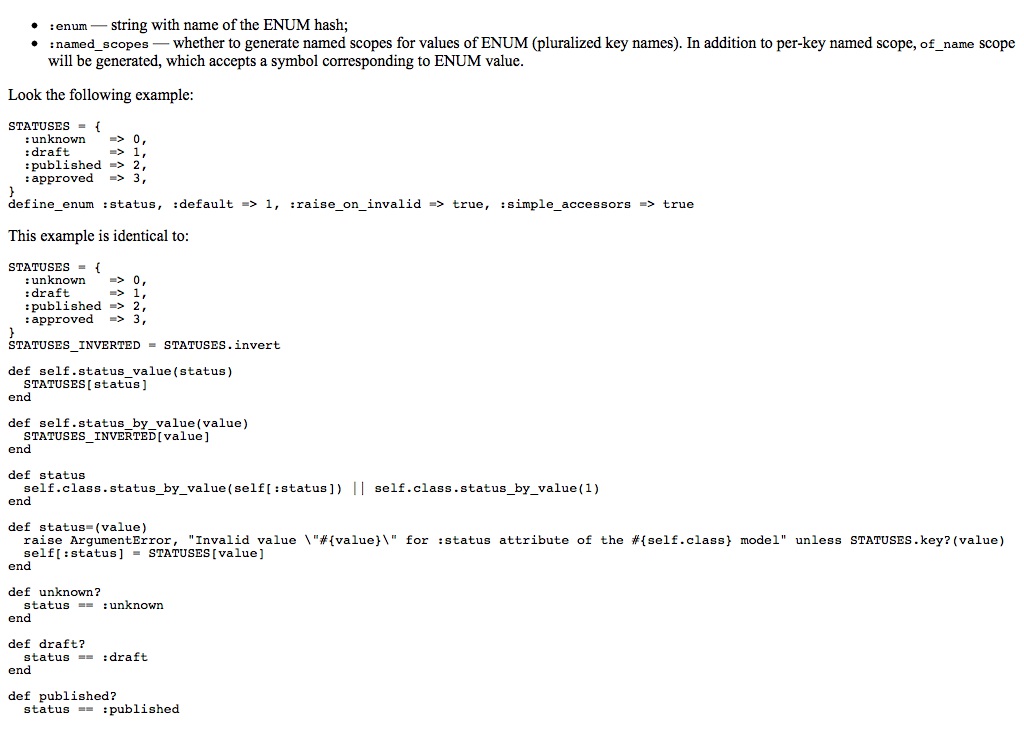 • :enum — string with name of the ENUM hash;
• :named_scopes — whether to generate named scopes for values of ENUM (pluralized key names). In addition to per-key named scope, of_name scope
will be generated, which accepts a symbol corresponding to ENUM value.
Look the following example:
STATUSES = {
  :unknown   => 0,
  :draft     => 1,
  :published => 2,
  :approved  => 3,
}
define_enum :status, :default => 1, :raise_on_invalid => true, :simple_accessors => true
This example is identical to:
STATUSES = {
  :unknown   => 0,
  :draft     => 1,
  :published => 2,
  :approved  => 3,
}
STATUSES_INVERTED = STATUSES.invert
def self.status_value(status)
  STATUSES[status]
end
def self.status_by_value(value)
  STATUSES_INVERTED[value]
end
def status
  self.class.status_by_value(self[:status]) || self.class.status_by_value(1)
end
def status=(value)
  raise ArgumentError, "Invalid value \"#{value}\" for :status attribute of the #{self.class} model" unless STATUSES.key?(value)
  self[:status] = STATUSES[value]
end
def unknown?
  status == :unknown
end
def draft?
  status == :draft
end
def published?
  status == :published